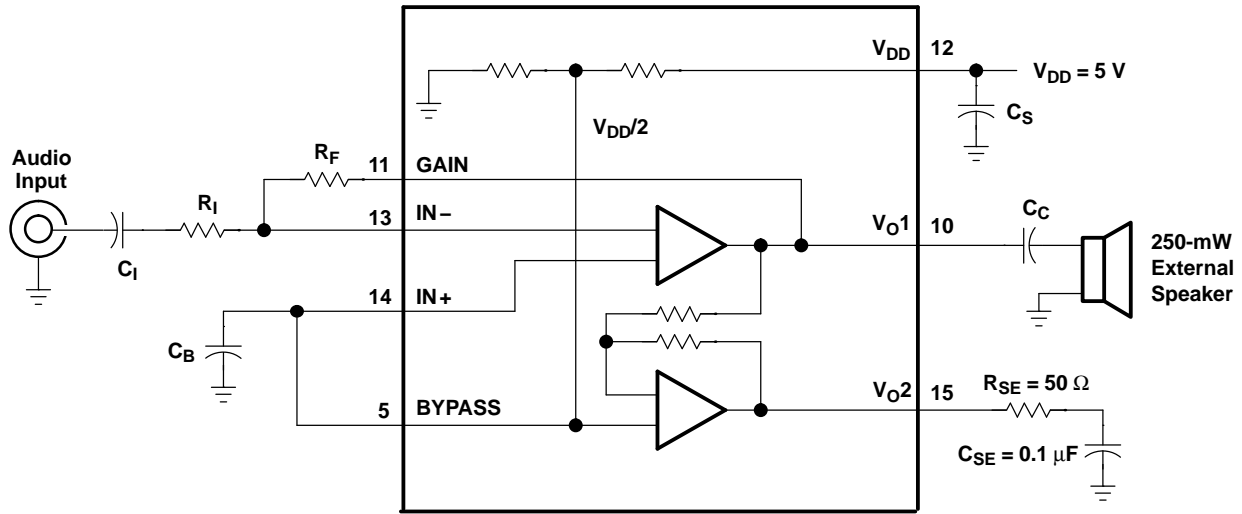 V_DD 12
V_DD = 5 V
C_S
V_DD/2
Audio
Input
R_F
11 GAIN
R_I
13 IN−
C_I
V_O1 10
C_C
250-mW
External
Speaker
14 IN+
C_B
5 BYPASS
V_O2 15
R_SE = 50 Ω
C_SE = 0.1 μF